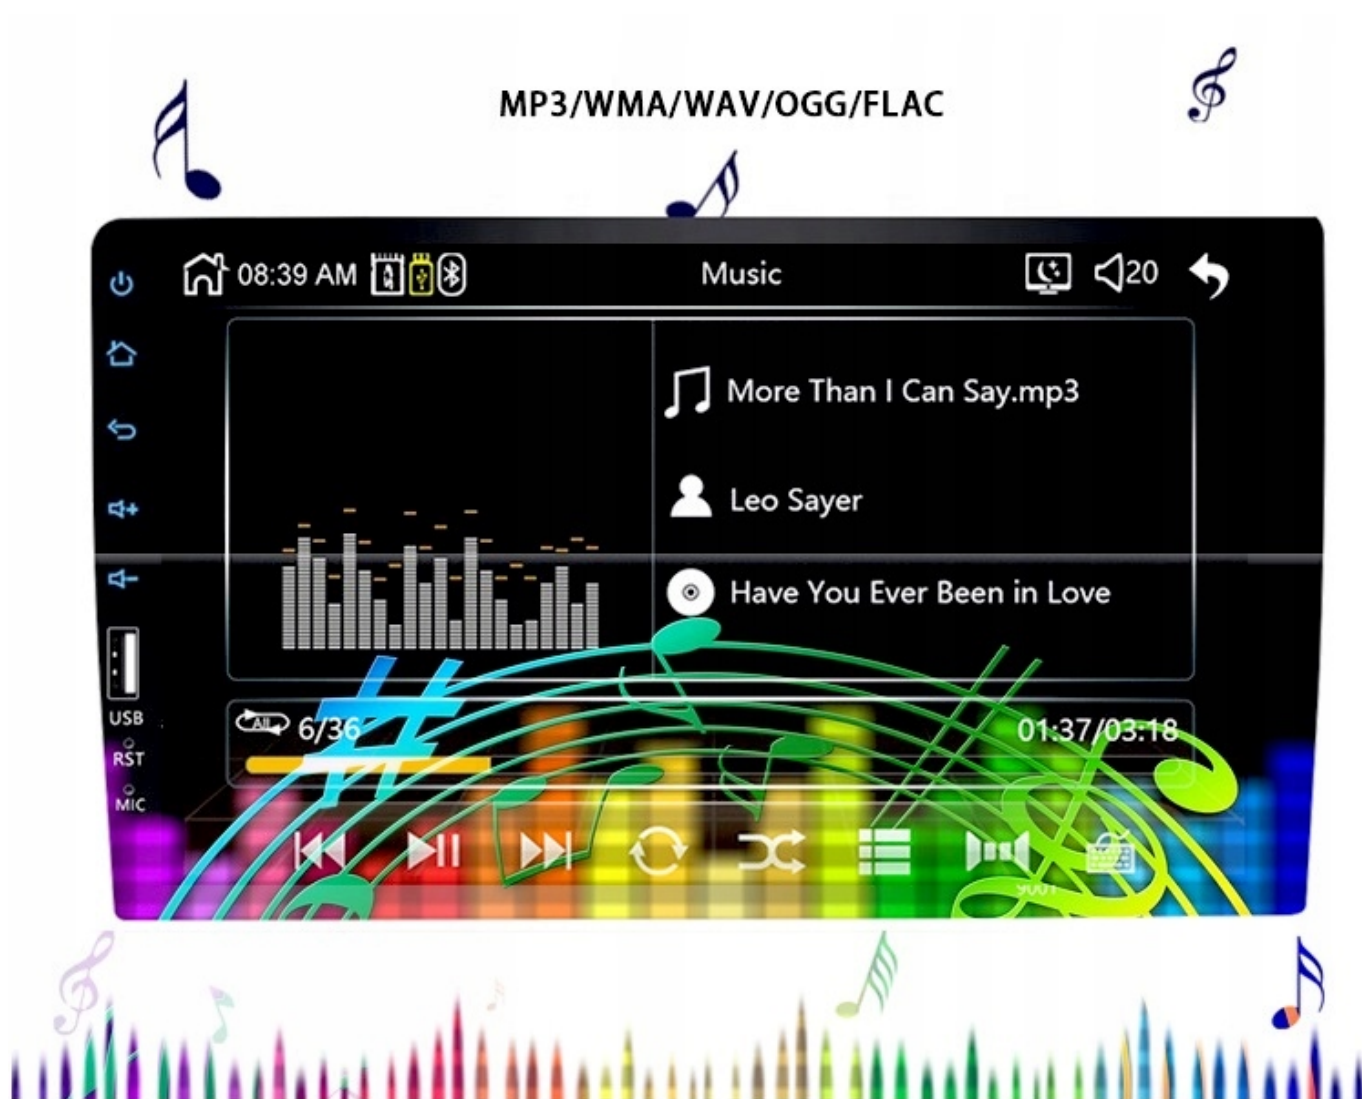 MP3/WMA/WAV/OGG/FLAC
08:39 AM
Music
20
More Than I Can Say.mp3
Leo Sayer
Have You Ever Been in Love
All 6/36
01:37/03:18
USB
RST
MIC
9001